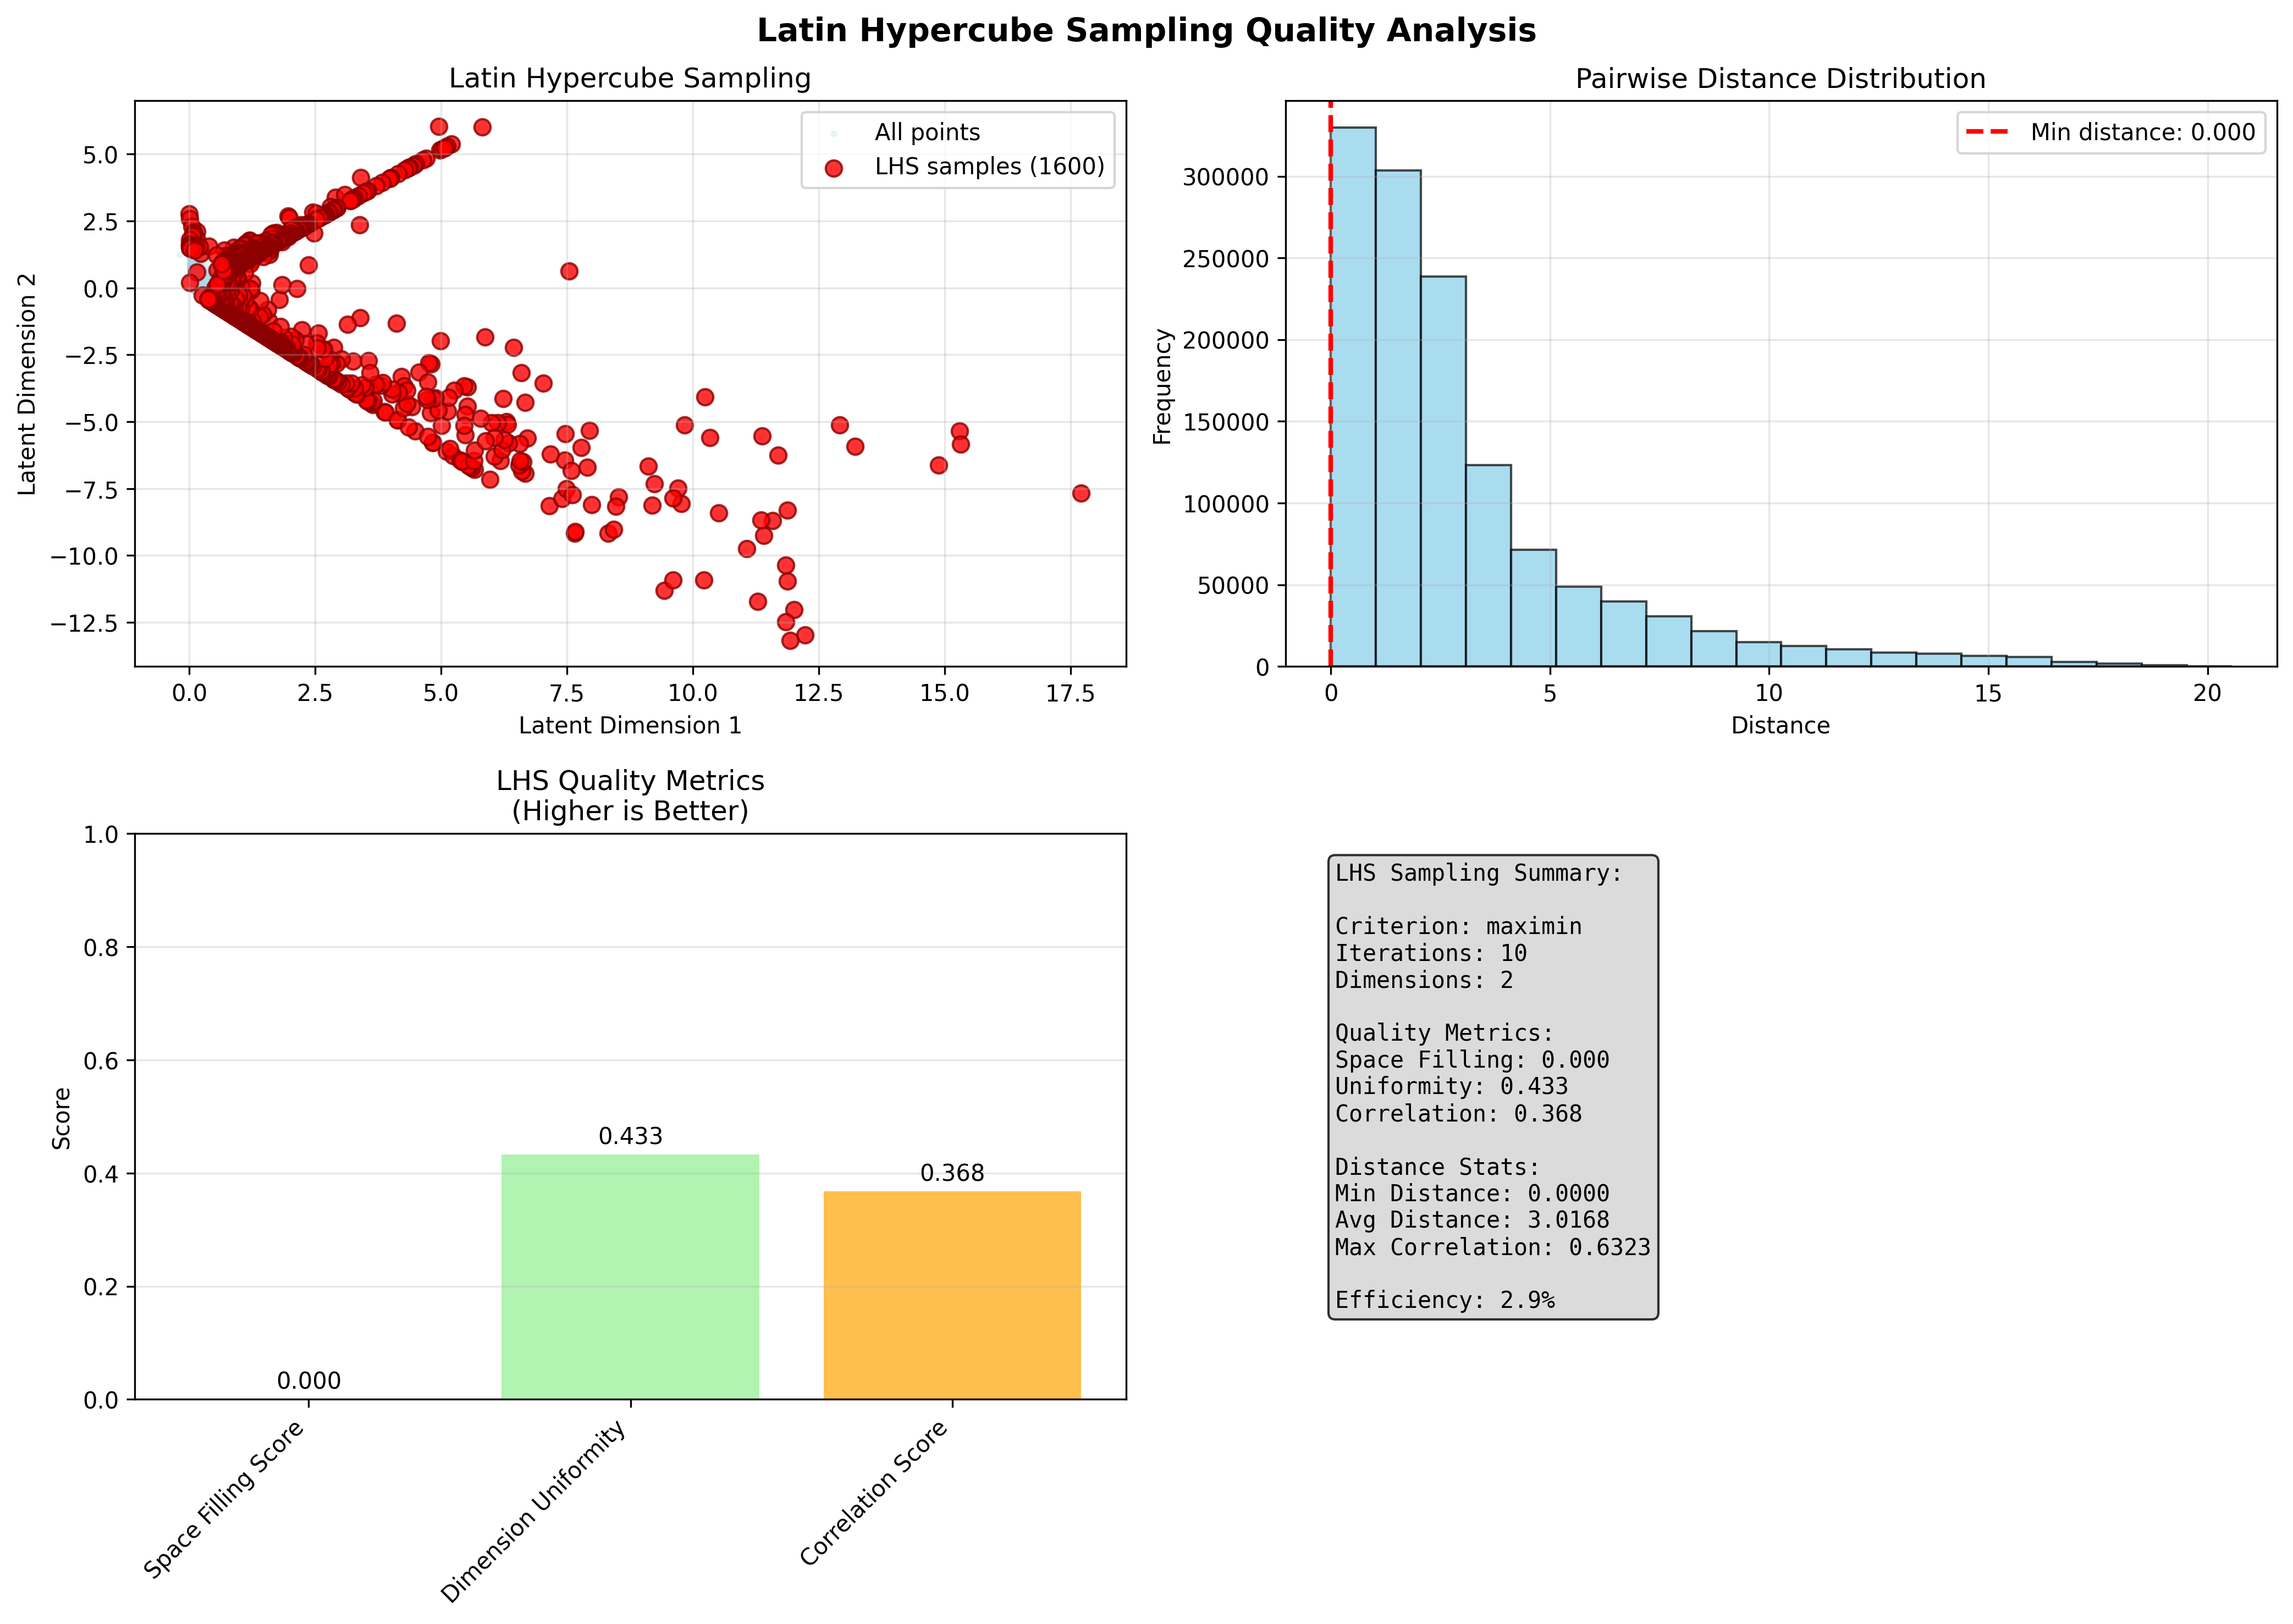 Latin Hypercube Sampling Quality Analysis
Latin Hypercube Sampling
All points
LHS samples (1600)
5.0
2.5
0.0
−2.5
−5.0
−7.5
−10.0
−12.5
Latent Dimension 2
0.0 2.5 5.0 7.5 10.0 12.5 15.0 17.5
Latent Dimension 1
Pairwise Distance Distribution
Min distance: 0.000
300000
250000
200000
150000
100000
50000
0
Frequency
0 5 10 15 20
Distance
LHS Quality Metrics
(Higher is Better)
1.0
0.8
0.6
0.4
0.2
0.0
Score
0.000
0.433
0.368
Space Filling Score
Dimension Uniformity
Correlation Score
LHS Sampling Summary:
Criterion: maximin
Iterations: 10
Dimensions: 2
Quality Metrics:
Space Filling: 0.000
Uniformity: 0.433
Correlation: 0.368
Distance Stats:
Min Distance: 0.0000
Avg Distance: 3.0168
Max Correlation: 0.6323
Efficiency: 2.9%